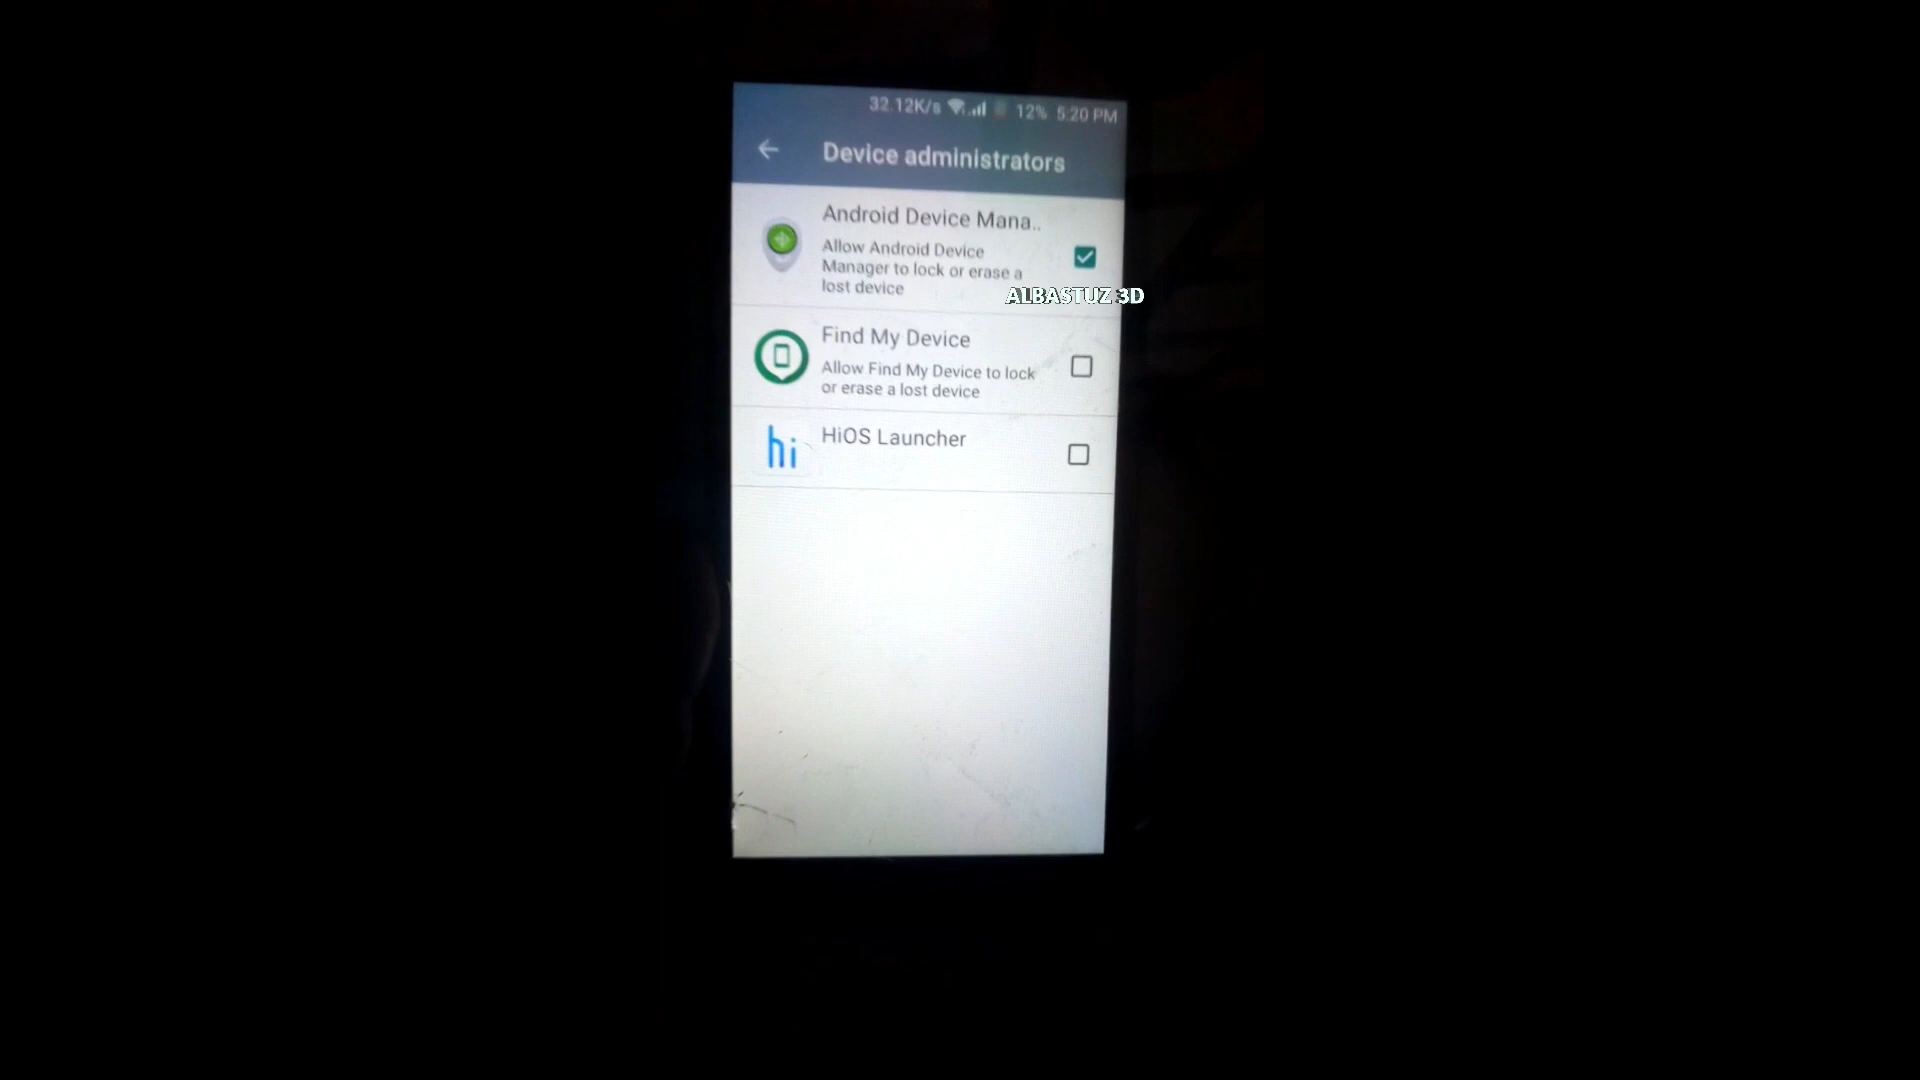 32.12K/s 12% 5:20 PM
Device administrators
Android Device Mana..
Allow Android Device
Manager to lock or erase a
lost device
ALBASTUZ 3D
Find My Device
Allow Find My Device to lock
or erase a lost device
hi
HiOS Launcher